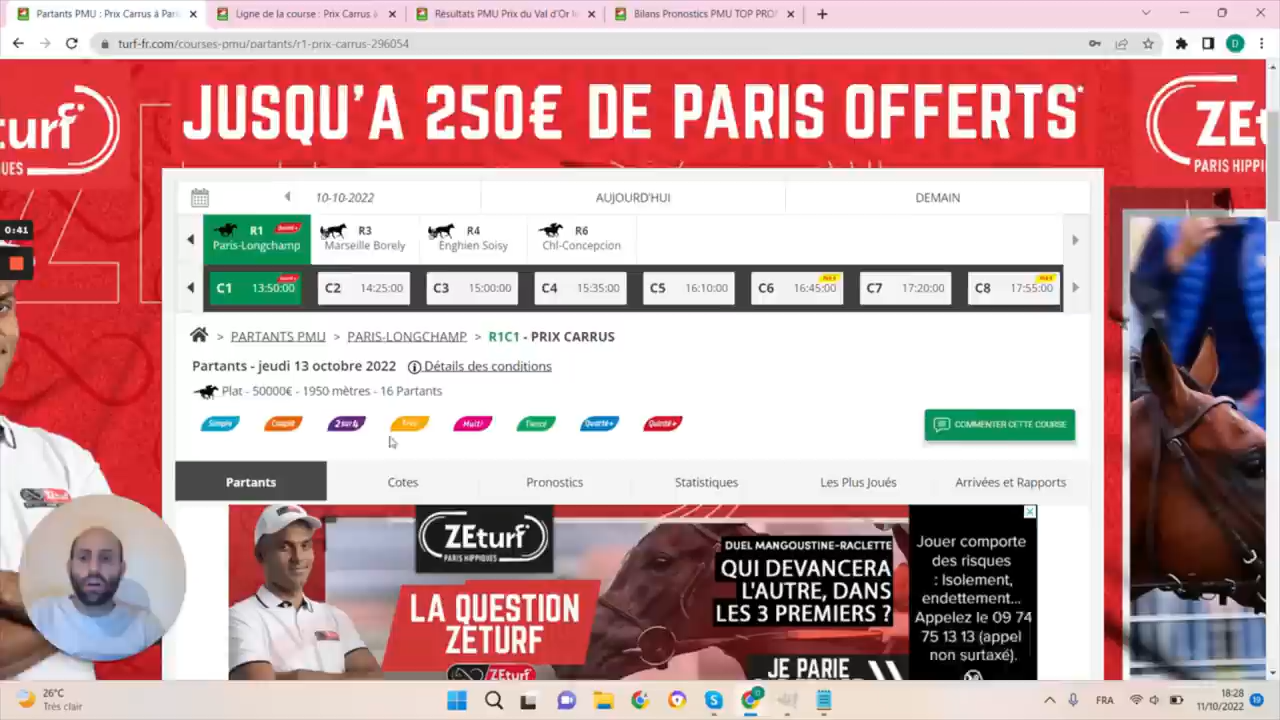 Partants PMU : Prix Carrus à Pari
Ligne de la course : Prix Carrus à
Résultats PMU Prix du Val d'Or le
Bilans Pronostics PMU TOP PRO
turf-fr.com/courses-pmu/partants/r1-prix-carrus-296054
JUSQU'A 250€ DE PARIS OFFERTS*
turf
UES
ZE
PARIS HIPPI
10-10-2022
AUJOURD'HUI
DEMAIN
0:41
R1
Paris-Longchamp
R3
Marseille Borely
R4
Enghien Soisy
R6
Chl-Concepcion
C1 13:50:00
C2 14:25:00
C3 15:00:00
C4 15:35:00
C5 16:10:00
C6 16:45:00
C7 17:20:00
C8 17:55:00
> PARTANTS PMU > PARIS-LONGCHAMP > R1C1 - PRIX CARRUS
Partants - jeudi 13 octobre 2022 Détails des conditions
Plat - 50000€ - 1950 mètres - 16 Partants
Simple Couplé 2sur4 Trio Multi Tiercé Quarté+ Quinté+
COMMENTER CETTE COURSE
Partants Cotes Pronostics Statistiques Les Plus Joués Arrivées et Rapports
ZEturf
PARIS HIPPIQUES
LA QUESTION
ZETURF
ZEturf
DUEL MANGOUSTINE-RACLETTE
QUI DEVANCERA
L'AUTRE, DANS
LES 3 PREMIERS ?
JE PARIE
Jouer comporte
des risques
: Isolement,
endettement...
Appelez le 09 74
75 13 13 (appel
non surtaxé).
26°C
Très clair
FRA
18:28
11/10/2022
19